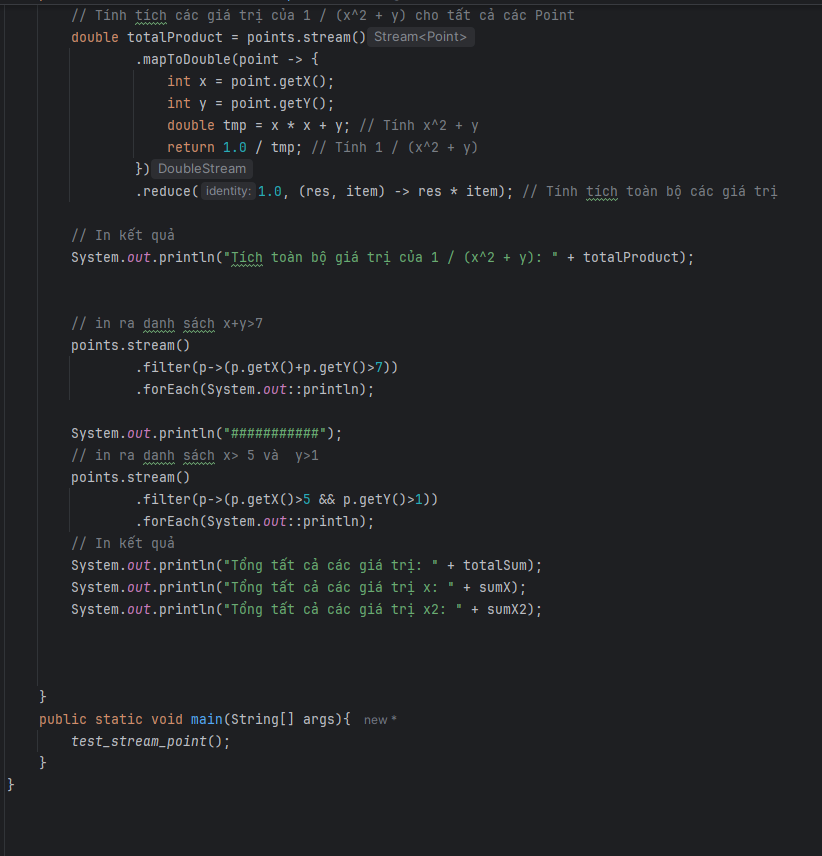 // Tính tích các giá trị của 1 / (x^2 + y) cho tất cả các Point
double totalProduct = points.stream() Stream<Point>
.mapToDouble(point -> {
int x = point.getX();
int y = point.getY();
double tmp = x * x + y; // Tính x^2 + y
return 1.0 / tmp; // Tính 1 / (x^2 + y)
}) DoubleStream
.reduce( identity: 1.0, (res, item) -> res * item); // Tính tích toàn bộ các giá trị
// In kết quả
System.out.println("Tích toàn bộ giá trị của 1 / (x^2 + y): " + totalProduct);
// in ra danh sách x+y>7
points.stream()
.filter(p->(p.getX()+p.getY()>7))
.forEach(System.out::println);
System.out.println("###########");
// in ra danh sách x> 5 và  y>1
points.stream()
.filter(p->(p.getX()>5 && p.getY()>1))
.forEach(System.out::println);
// In kết quả
System.out.println("Tổng tất cả các giá trị: " + totalSum);
System.out.println("Tổng tất cả các giá trị x: " + sumX);
System.out.println("Tổng tất cả các giá trị x2: " + sumX2);
}
public static void main(String[] args){ new *
test_stream_point();
}
}